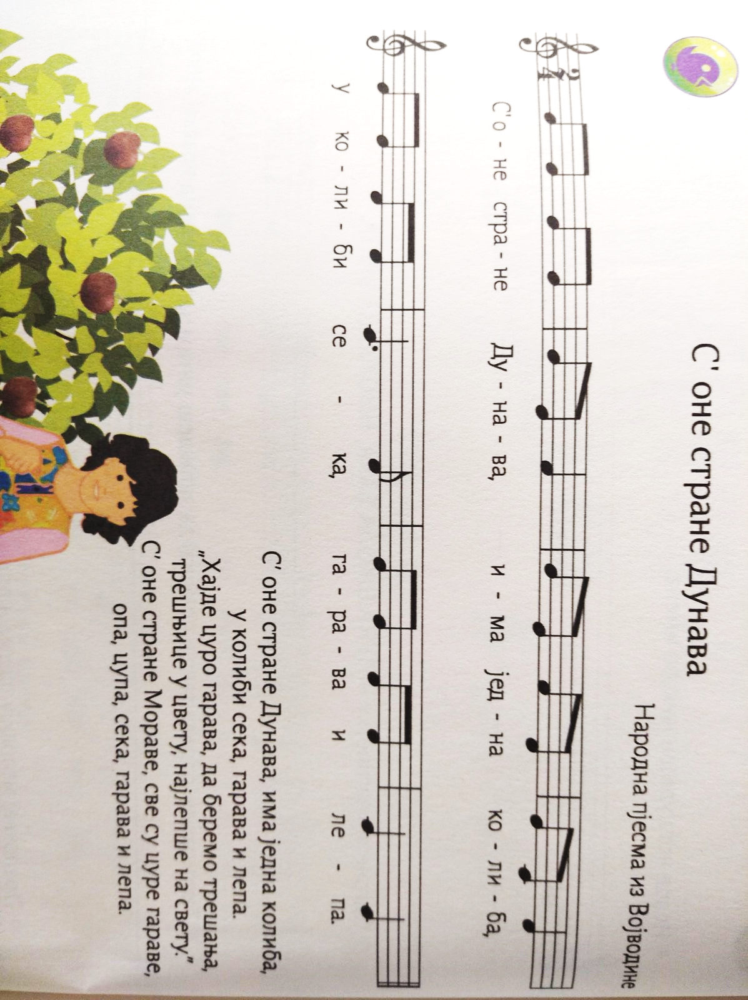 С' оне стране Дунава
Народна пјесма из Војводине
2
4
С'о - не стра - не Ду - на - ва, и - ма јед - на ко - ли - ба,
у ко - ли - би се - ка, га - ра - ва и ле - па.
С' оне стране Дунава, има једна колиба,
у колиби сека, гарава и лепа.
„Хајде цуро гарава, да беремо трешања,
трешњице у цвету, најлепше на свету.”
С' оне стране Мораве, све су цуре гараве,
опа, цупа, сека, гарава и лепа.